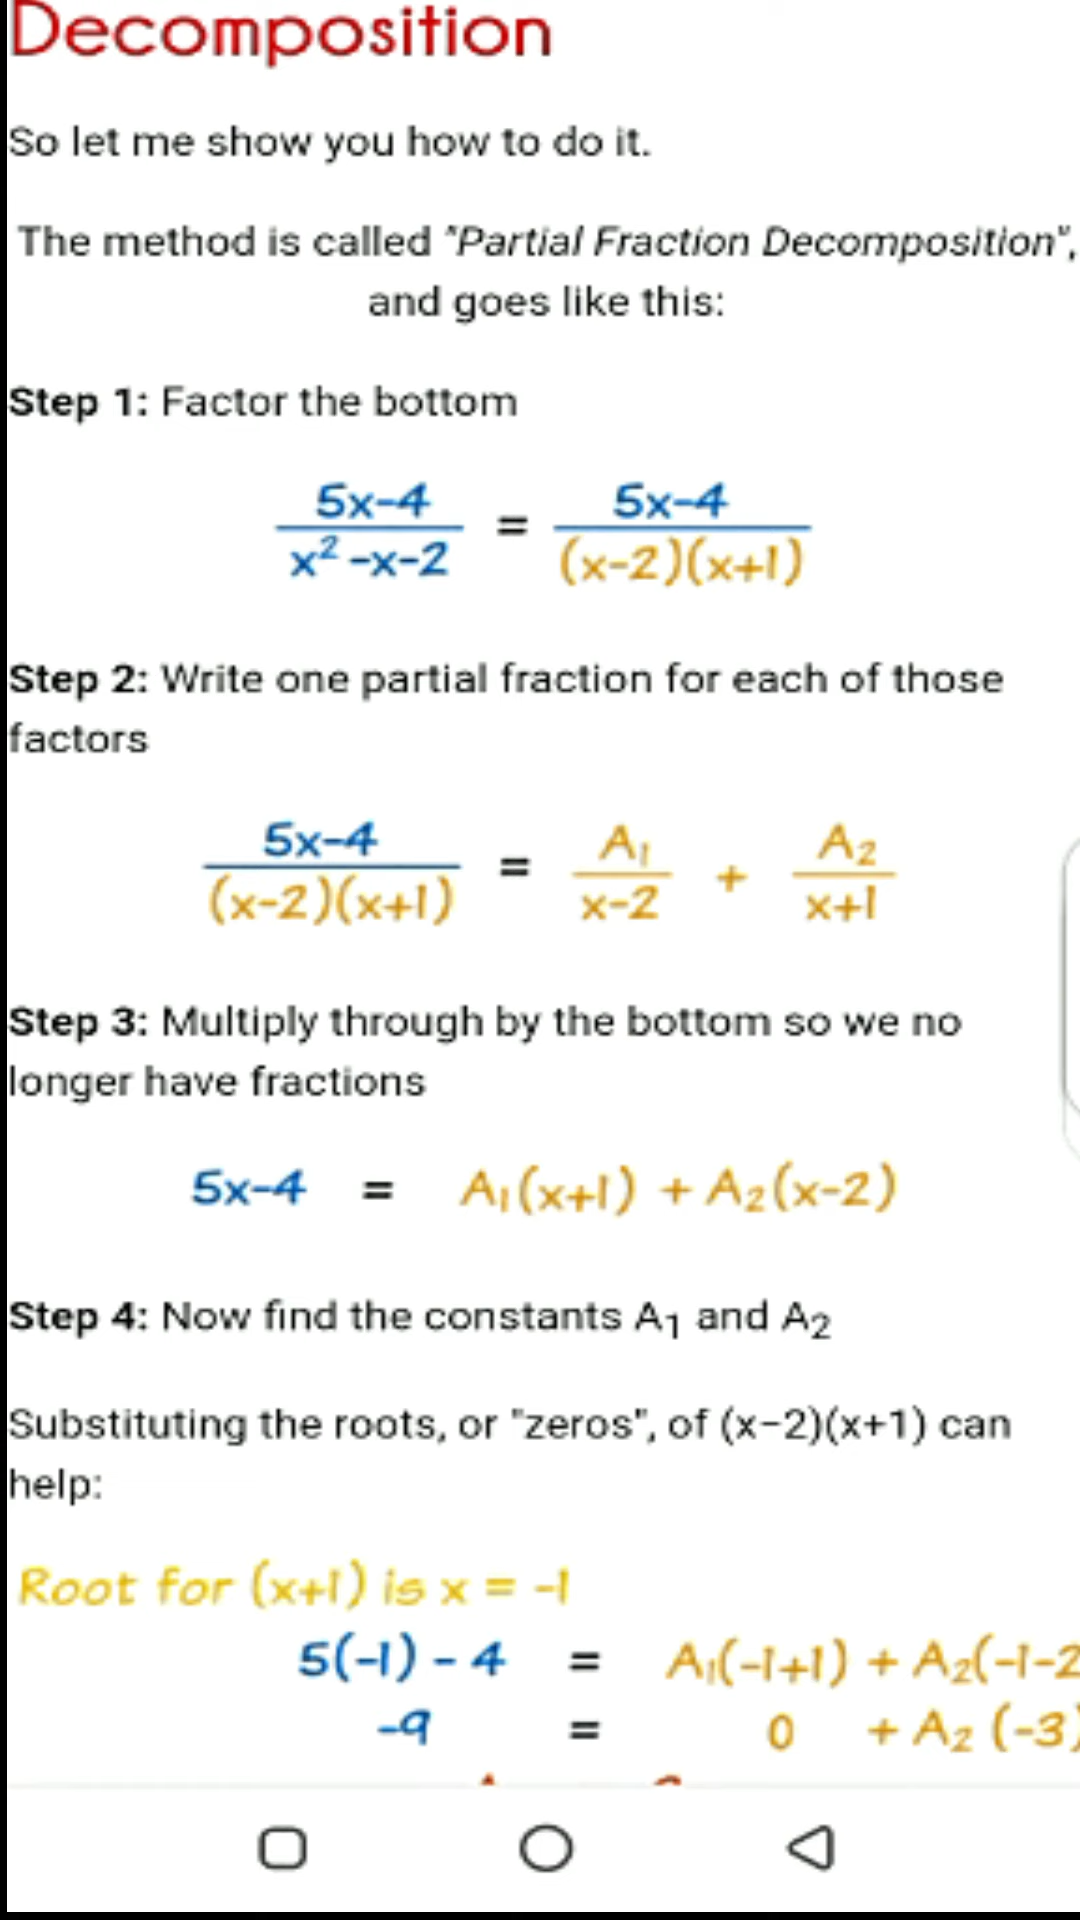 Decomposition
So let me show you how to do it.
The method is called "Partial Fraction Decomposition",
and goes like this:
Step 1: Factor the bottom
5x-4 = 5x-4
x²-x-2 (x-2)(x+1)
Step 2: Write one partial fraction for each of those
factors
5x-4 = A₁ + A₂
(x-2)(x+1) x-2 x+1
Step 3: Multiply through by the bottom so we no
longer have fractions
5x-4 = A₁(x+1) + A₂(x-2)
Step 4: Now find the constants A₁ and A₂
Substituting the roots, or "zeros", of (x−2)(x+1) can
help:
Root for (x+1) is x = -1
5(-1) - 4 = A₁(-1+1) + A₂(-1-2
-9 = 0 + A₂ (-3)